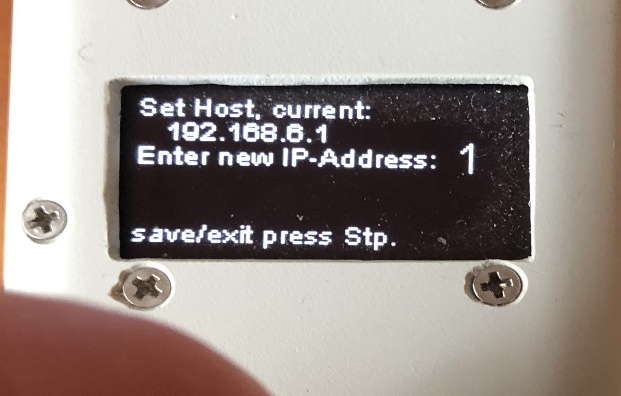 Set Host, current:
192.168.6.1
Enter new IP-Address: 1
save/exit press Stp.